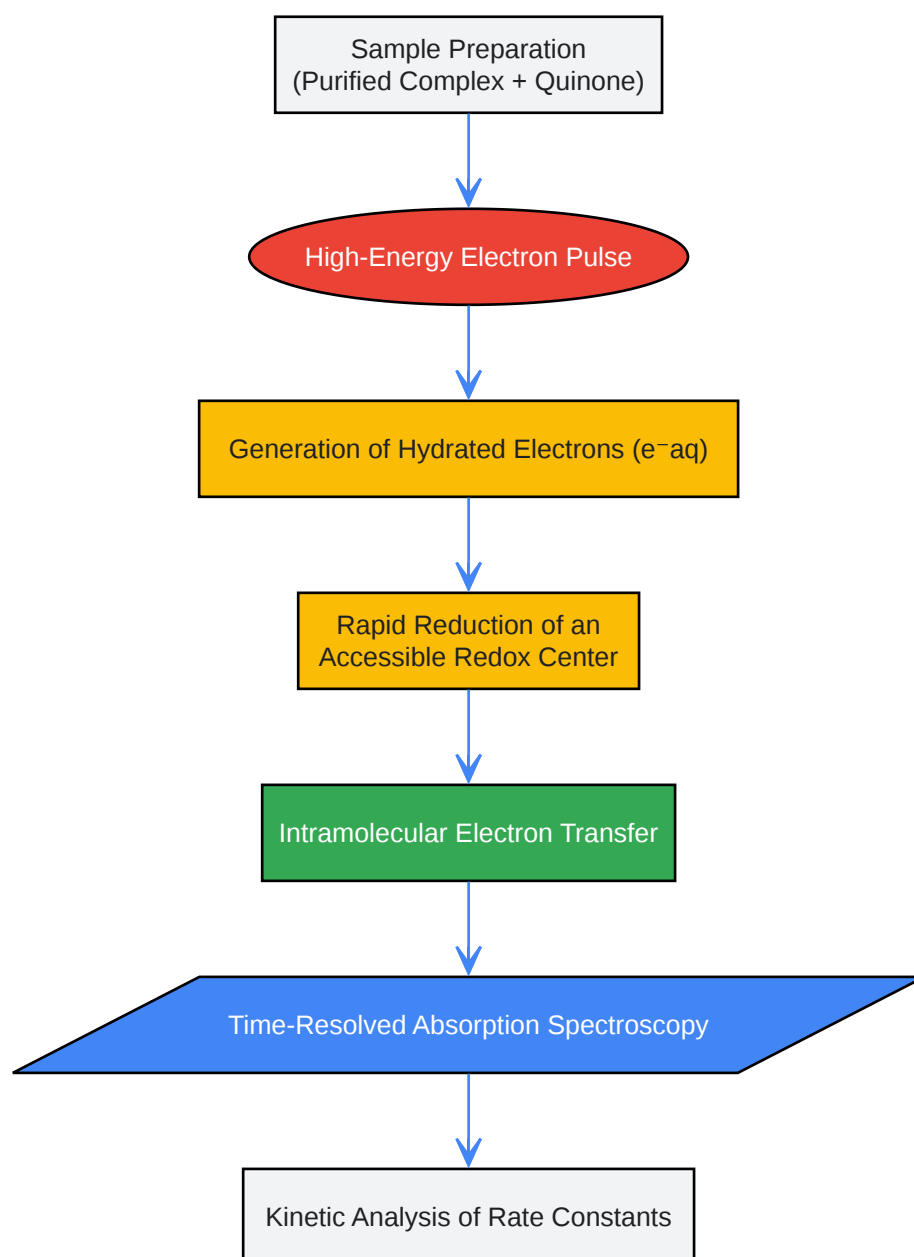 Sample Preparation
(Purified Complex + Quinone)
High-Energy Electron Pulse
Generation of Hydrated Electrons (e⁻aq)
Rapid Reduction of an
Accessible Redox Center
Intramolecular Electron Transfer
Time-Resolved Absorption Spectroscopy
Kinetic Analysis of Rate Constants